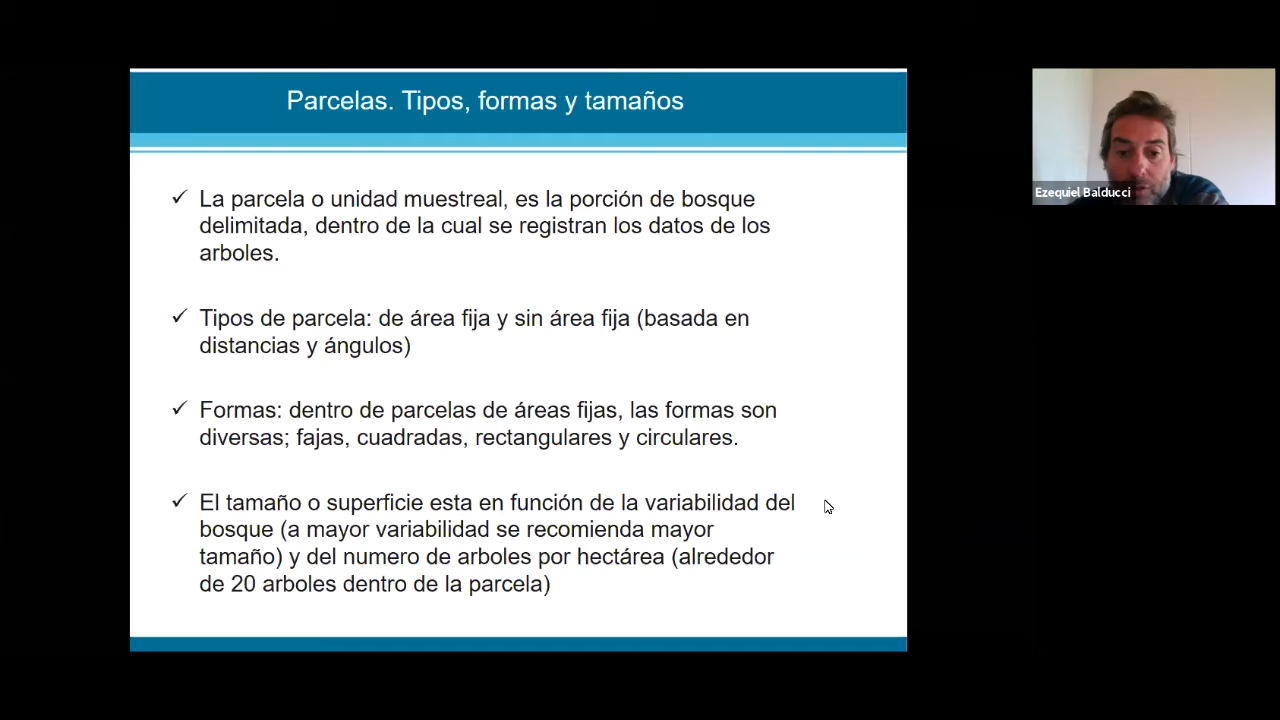 Parcelas. Tipos, formas y tamaños
Ezequiel Balducci
✓ La parcela o unidad muestreal, es la porción de bosque
delimitada, dentro de la cual se registran los datos de los
arboles.
✓ Tipos de parcela: de área fija y sin área fija (basada en
distancias y ángulos)
✓ Formas: dentro de parcelas de áreas fijas, las formas son
diversas; fajas, cuadradas, rectangulares y circulares.
✓ El tamaño o superficie esta en función de la variabilidad del
bosque (a mayor variabilidad se recomienda mayor
tamaño) y del numero de arboles por hectárea (alrededor
de 20 arboles dentro de la parcela)